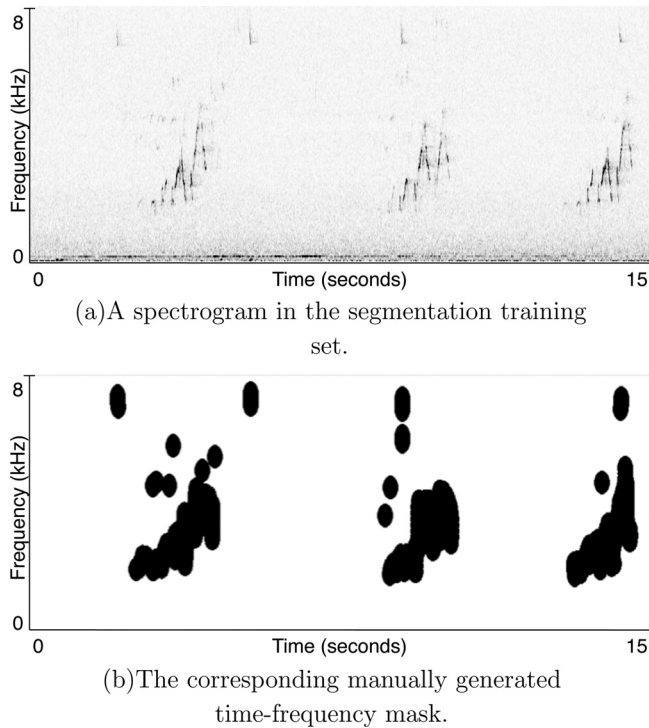 8
Frequency (kHz)
0
0 Time (seconds) 15
(a)A spectrogram in the segmentation training
set.
8
Frequency (kHz)
0
0 Time (seconds) 15
(b)The corresponding manually generated
time-frequency mask.